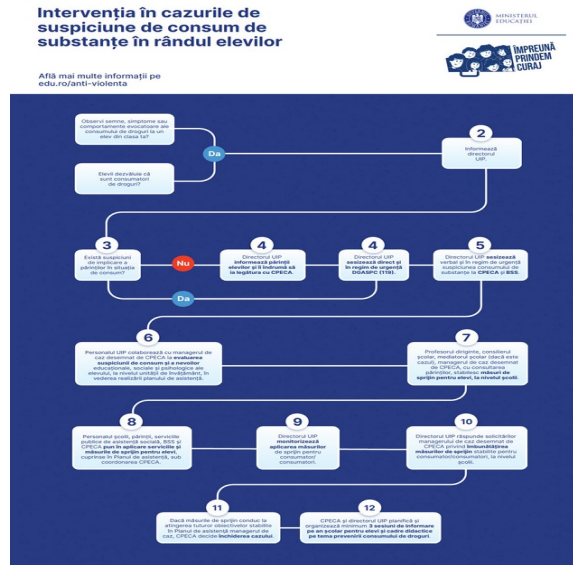 Intervenția în cazurile de
suspiciune de consum de
substanțe în rândul elevilor
MINISTERUL
EDUCAȚIEI
ÎMPREUNĂ
PRINDEM
CURAJ
Află mai multe informații pe
edu.ro/anti-violenta
Observi semne, simptome sau
comportamente evocatoare ale
consumului de droguri la un
elev din clasa ta?
Elevii dezvăluie că
sunt consumatori
de droguri?
Da
2
Informează
directorul
UIP.
3
Există suspiciuni
de implicare a
părinților în situație
de consum?
Nu
Da
4
Directorul UIP
informează părinții
elevilor și îi îndrumă să
ia legătura cu CPECA.
4
Directorul UIP
sesizează direct și
în regim de urgență
DGASPC (119).
5
Directorul UIP sesizează
verbal și în regim de urgență
suspiciunea consumului de
substanțe la CPECA și BSS.
6
Personalul UIP colaborează cu managerul de
caz desemnat de CPECA la evaluarea
suspiciunii de consum și a nevoilor
educaționale, sociale și psihologice ale
elevului, la nivelul unității de învățământ, în
vederea realizării planului de asistență.
7
Profesorul diriginte, consilierul
școlar, mediatorul școlar (dacă este
cazul), managerul de caz desemnat
de CPECA, cu consultarea
părinților, stabilesc măsuri de
sprijin pentru elevi, la nivelul școlii.
8
Personalul școlii, părinții, serviciile
publice de asistență socială, BSS și
CPECA pun în aplicare serviciile și
măsurile de sprijin pentru elevi,
cuprinse în Planul de asistență, sub
coordonarea CPECA.
9
Directorul UIP
monitorizează
aplicarea măsurilor
de sprijin pentru
consumator/
consumatori.
10
Directorul UIP răspunde solicitărilor
managerului de caz desemnat de
CPECA privind îmbunătățirea
măsurilor de sprijin stabilite pentru
consumator/consumatori, la nivelul
școlii.
11
Dacă măsurile de sprijin conduc la
atingerea tuturor obiectivelor stabilite
în Planul de asistență managerul de
caz, CPECA decide închiderea cazului.
12
CPECA și directorul UIP planifică și
organizează minimum 3 sesiuni de informare
pe an școlar pentru elevi și cadre didactice
pe tema prevenirii consumului de droguri.